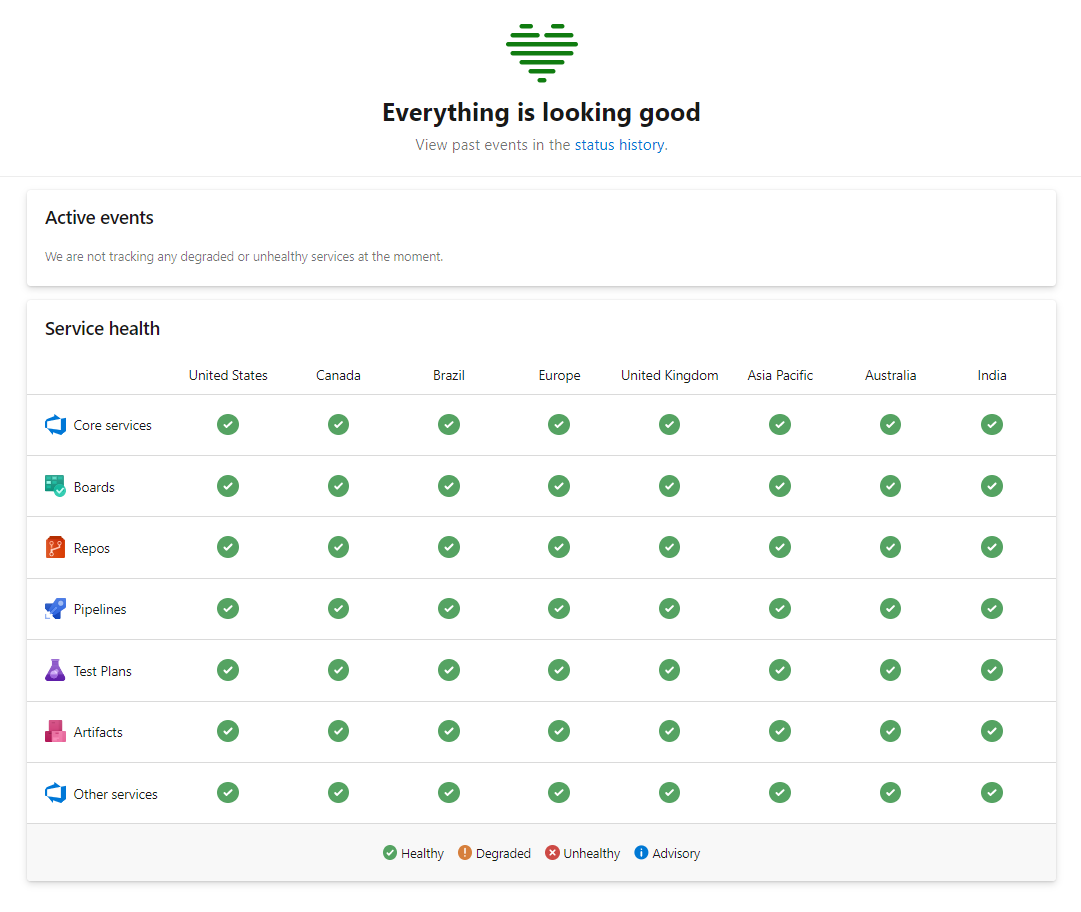 Everything is looking good
View past events in the status history.
Active events
We are not tracking any degraded or unhealthy services at the moment.
Service health
United States Canada Brazil Europe United Kingdom Asia Pacific Australia India
Core services
Boards
Repos
Pipelines
Test Plans
Artifacts
Other services
Healthy Degraded Unhealthy Advisory